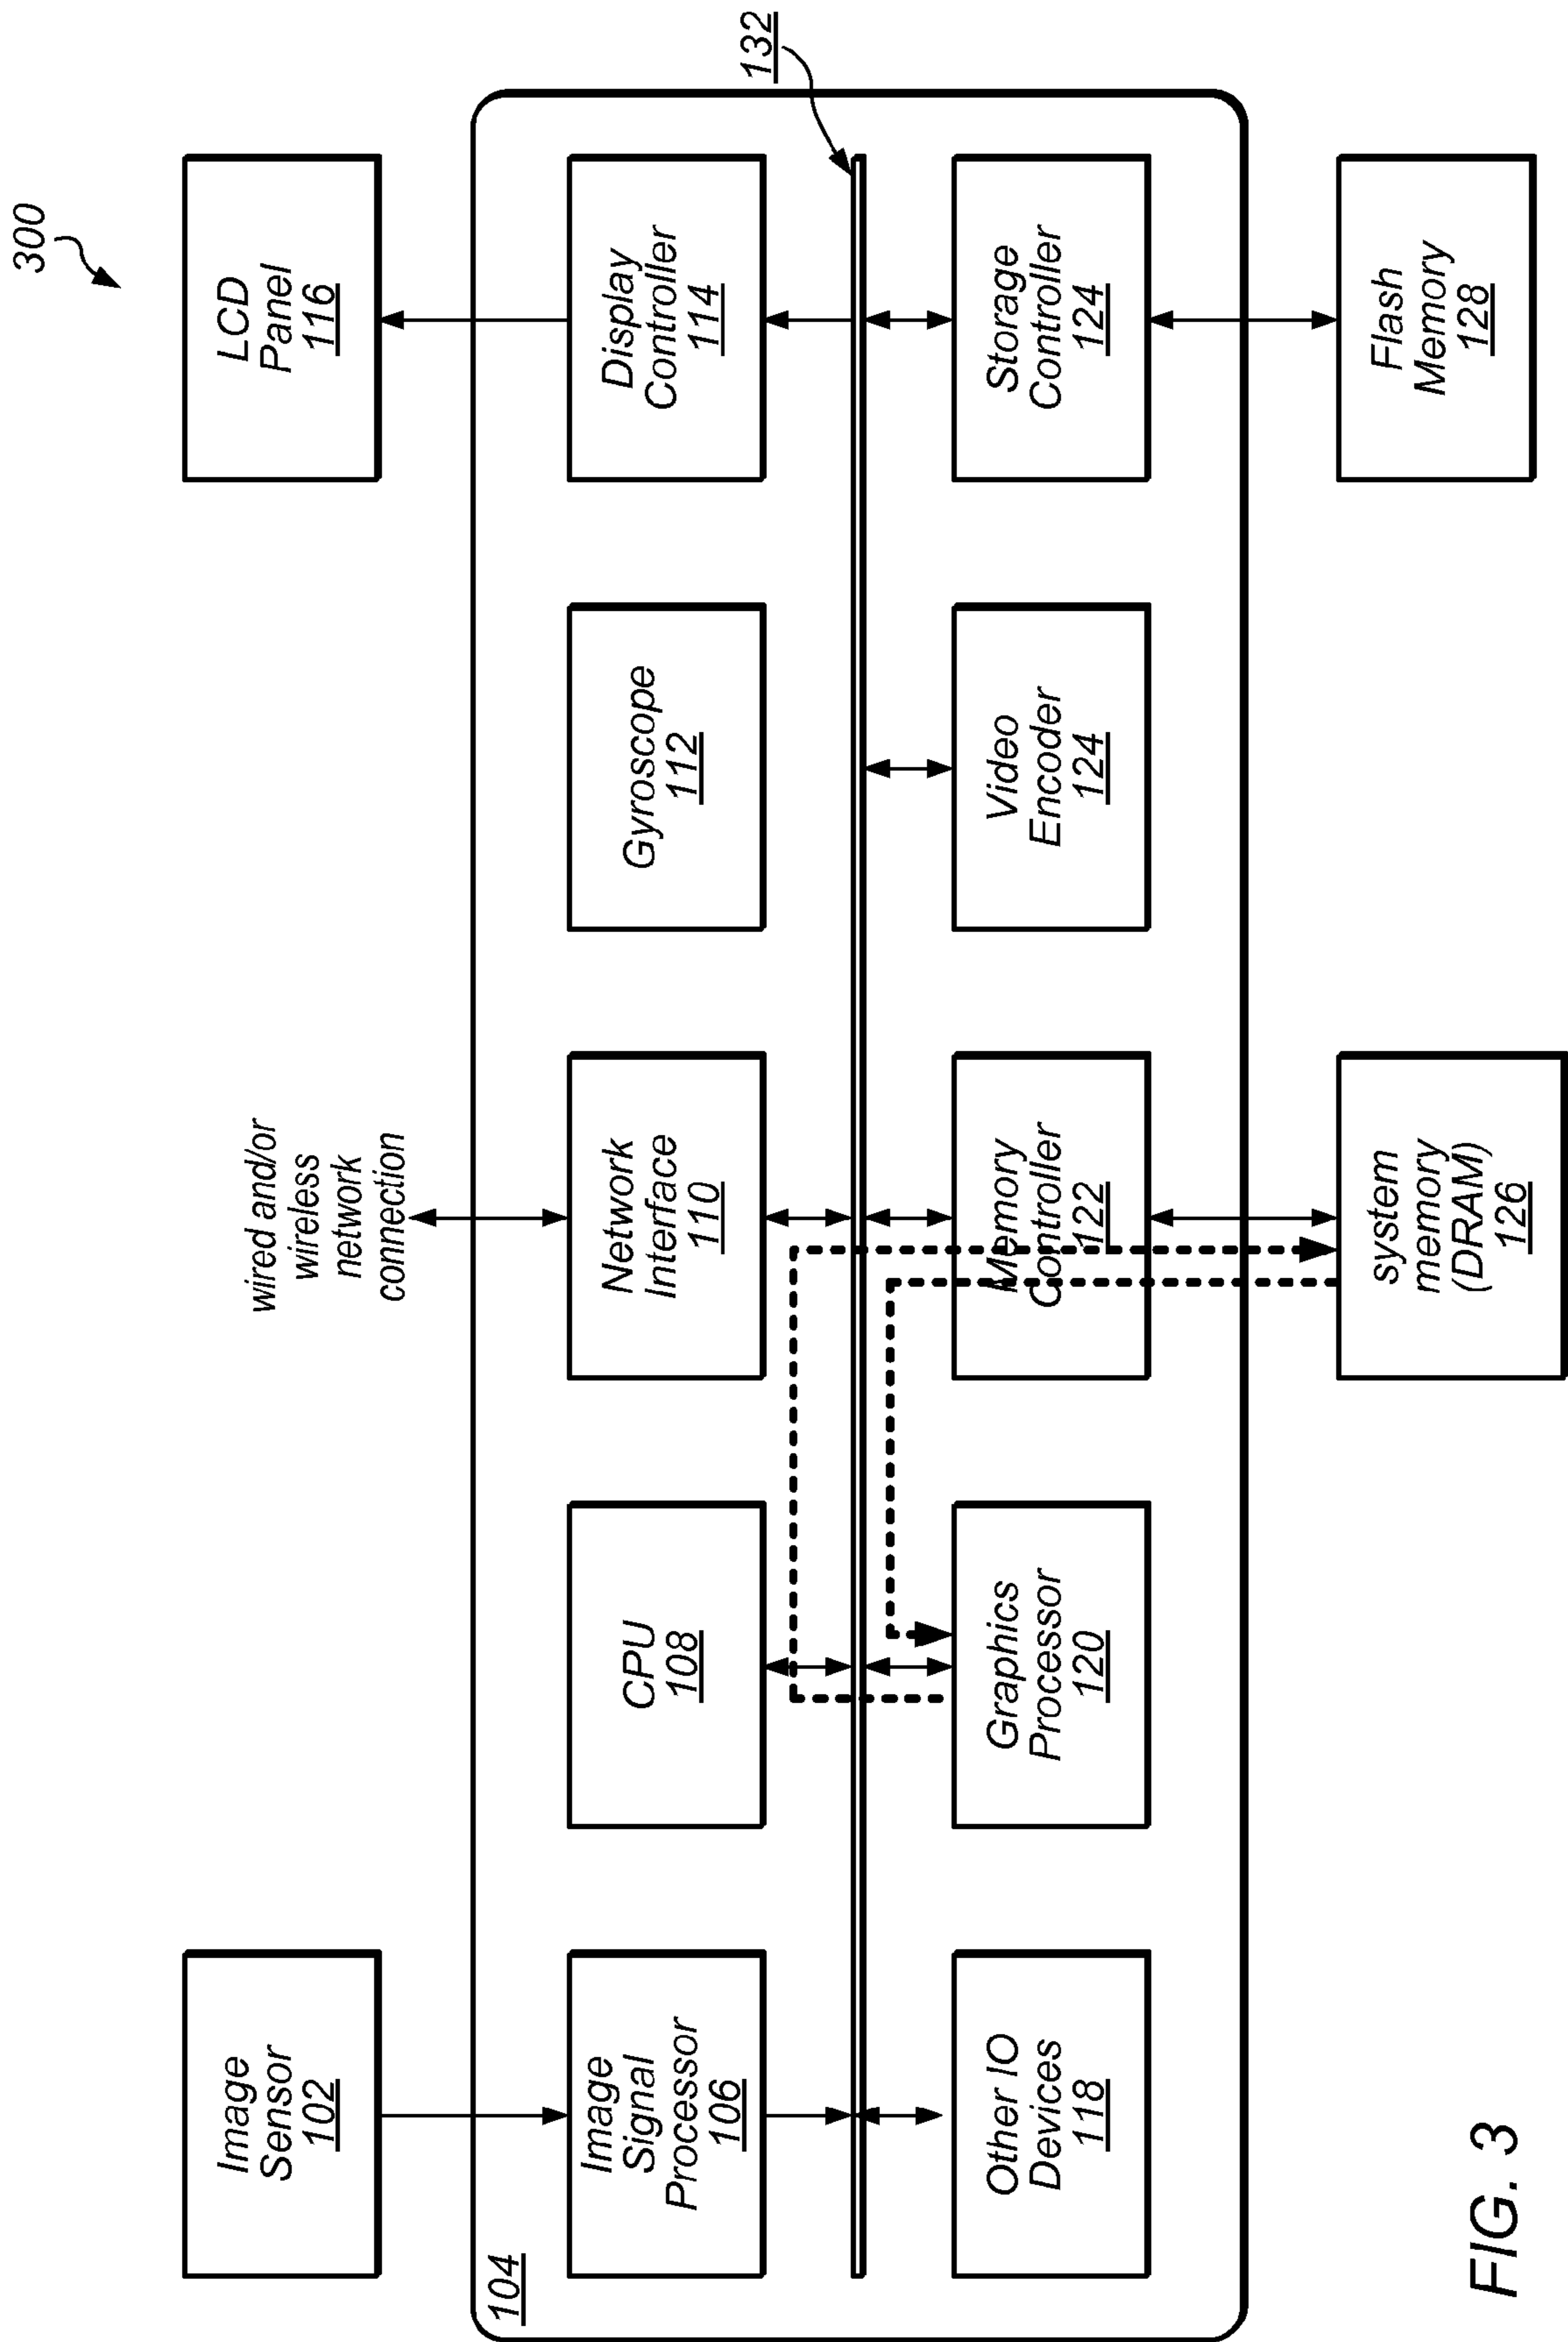 300
Image
Sensor
102
wired and/or
wireless
network
connection
LCD
Panel
116
104
Image
Signal
Processor
106
CPU
108
Network
Interface
110
Gyroscope
112
Display
Controller
114
132
Other IO
Devices
118
Graphics
Processor
120
Memory
Controller
122
Video
Encoder
124
Storage
Controller
124
system
memory
(DRAM)
126
Flash
Memory
128
FIG. 3